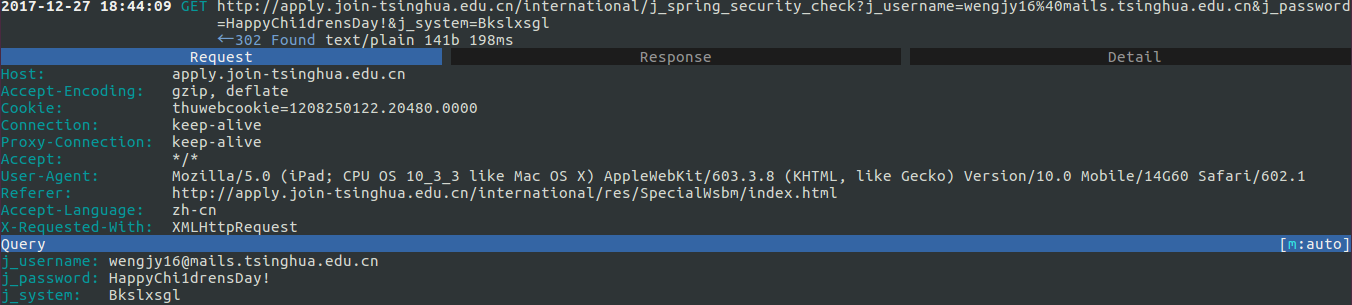 2017-12-27 18:44:09 GET http://apply.join-tsinghua.edu.cn/international/j_spring_security_check?j_username=wengjy16%40mails.tsinghua.edu.cn&j_password
=HappyChi1drensDay!&j_system=Bkslxsgl
←302 Found text/plain 141b 198ms
Request Response Detail
Host: apply.join-tsinghua.edu.cn
Accept-Encoding: gzip, deflate
Cookie: thuwebcookie=1208250122.20480.0000
Connection: keep-alive
Proxy-Connection: keep-alive
Accept: */*
User-Agent: Mozilla/5.0 (iPad; CPU OS 10_3_3 like Mac OS X) AppleWebKit/603.3.8 (KHTML, like Gecko) Version/10.0 Mobile/14G60 Safari/602.1
Referer: http://apply.join-tsinghua.edu.cn/international/res/SpecialWsbm/index.html
Accept-Language: zh-cn
X-Requested-With: XMLHttpRequest
Query [m:auto]
j_username: wengjy16@mails.tsinghua.edu.cn
j_password: HappyChi1drensDay!
j_system: Bkslxsgl